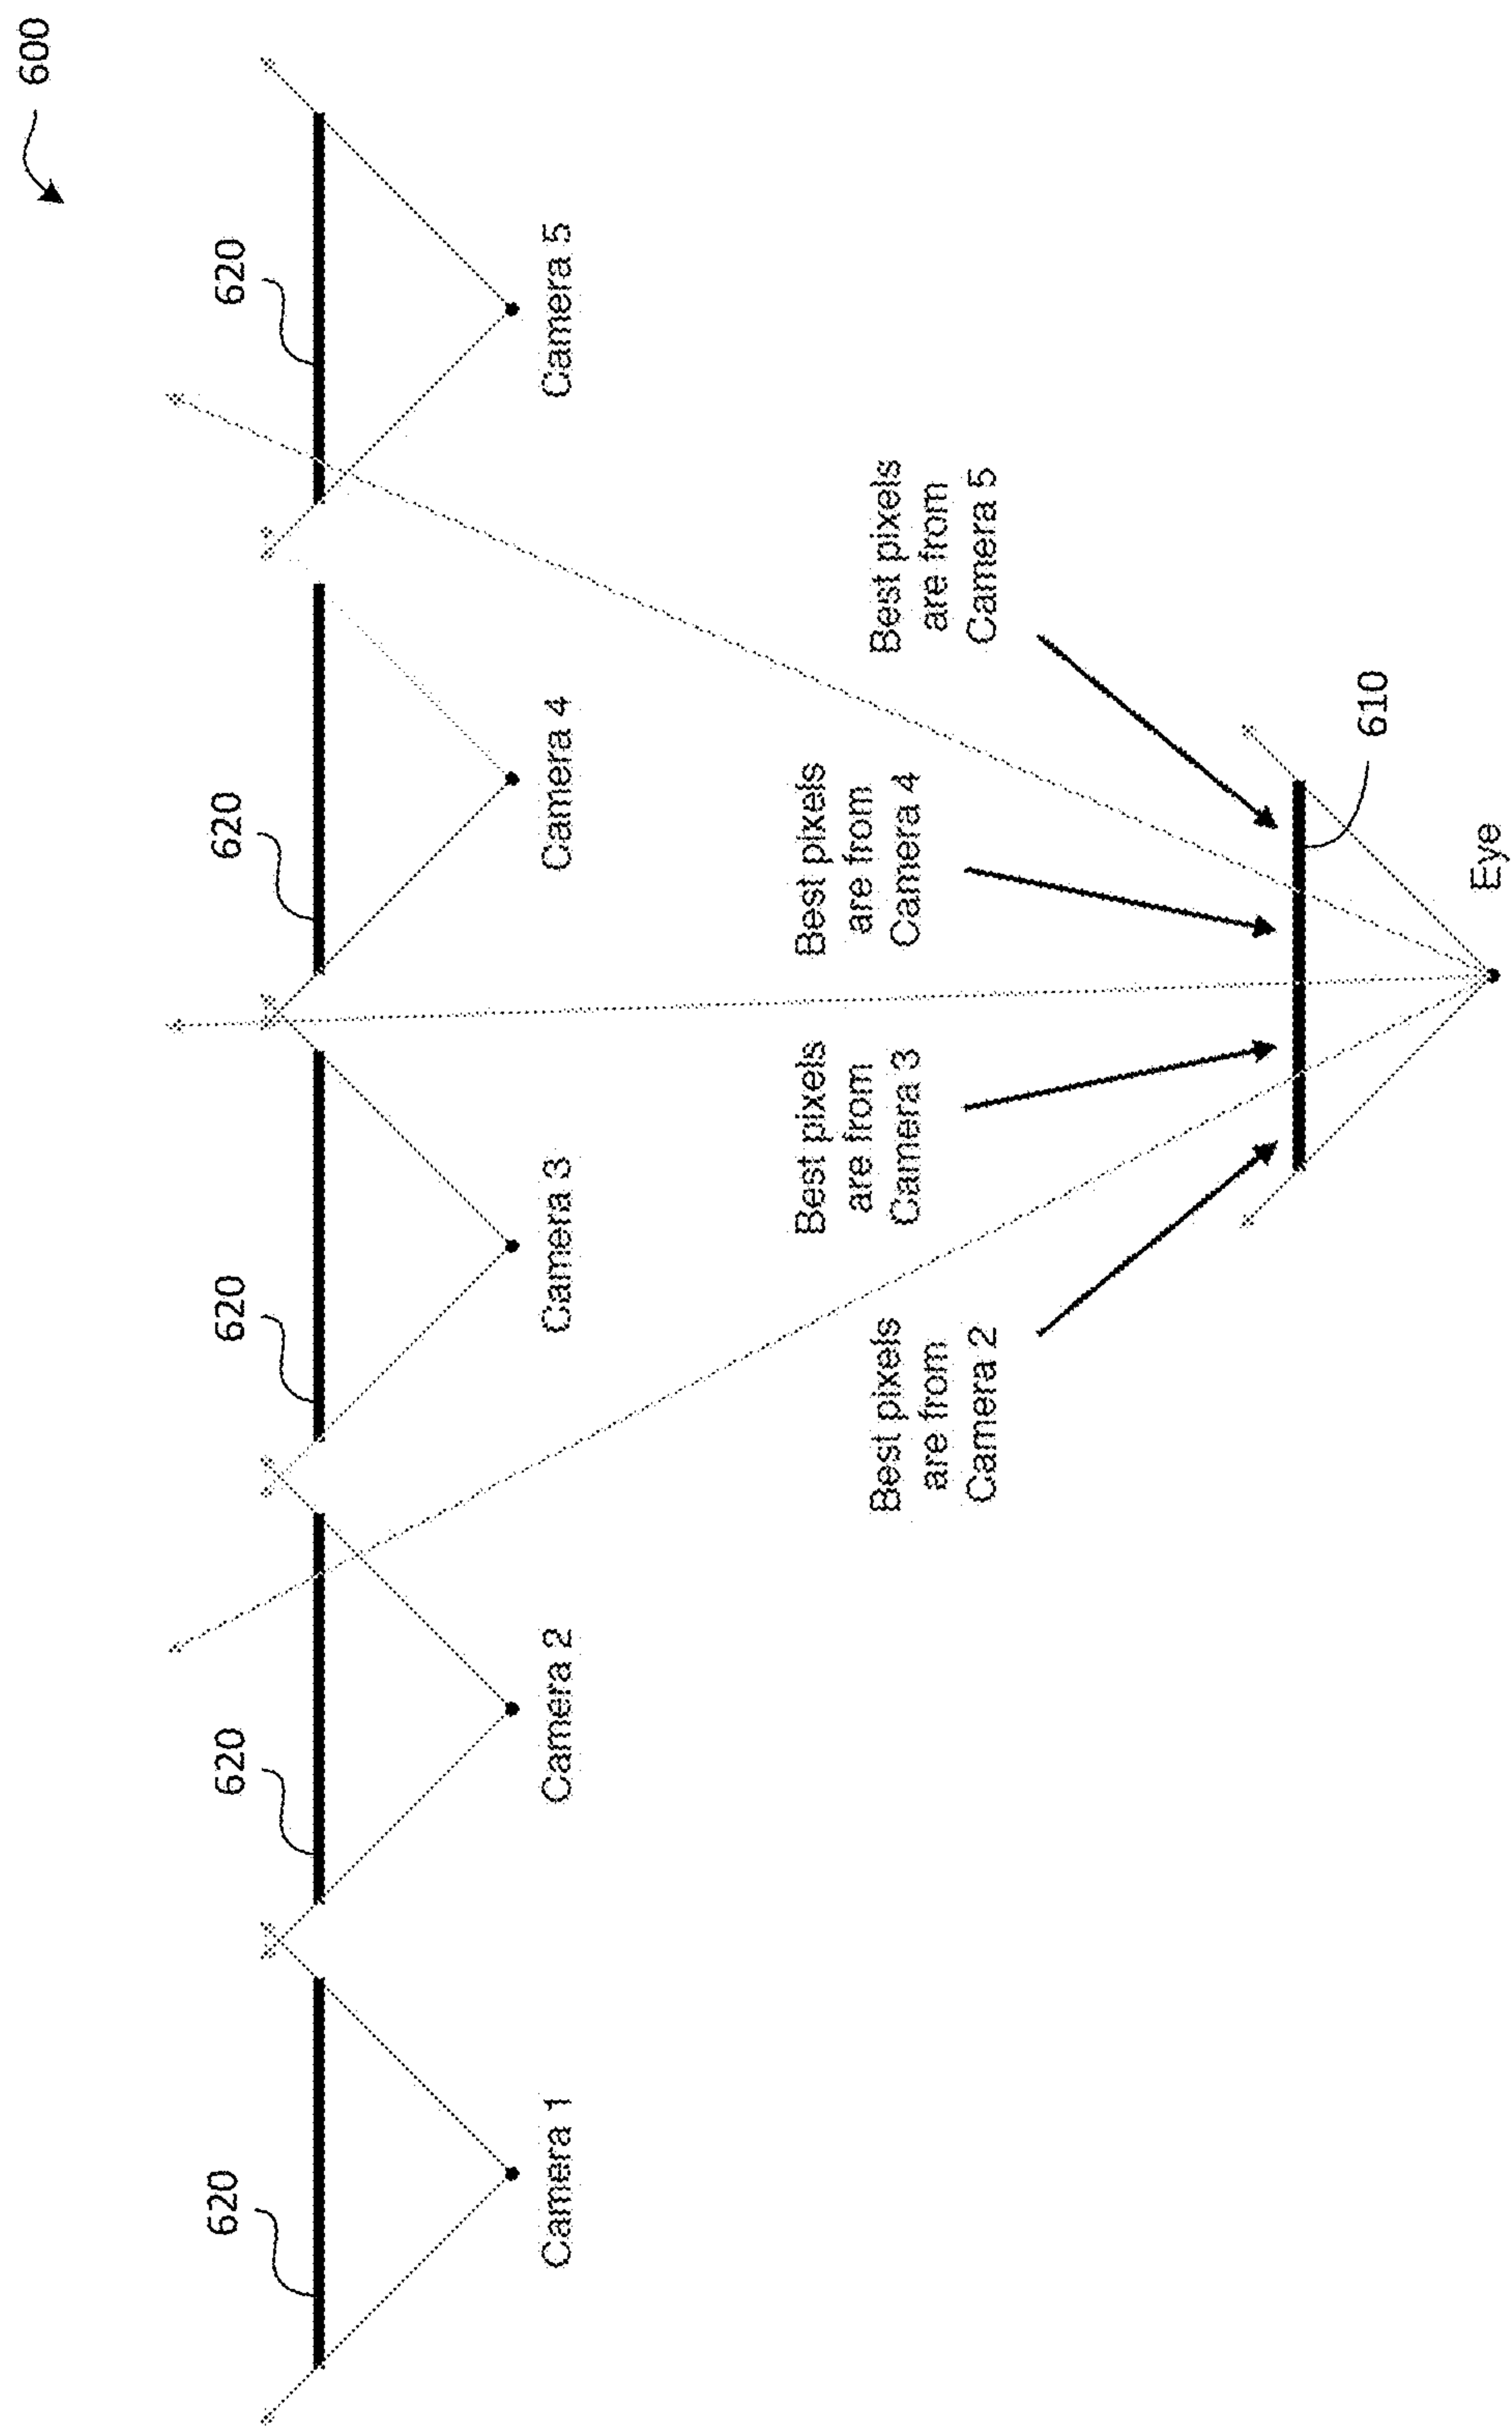 600
620
620
620
620
620
Camera 1
Camera 2
Camera 3
Camera 4
Camera 5
Best pixels
are from
Camera 2
Best pixels
are from
Camera 3
Best pixels
are from
Camera 4
Best pixels
are from
Camera 5
610
Eye